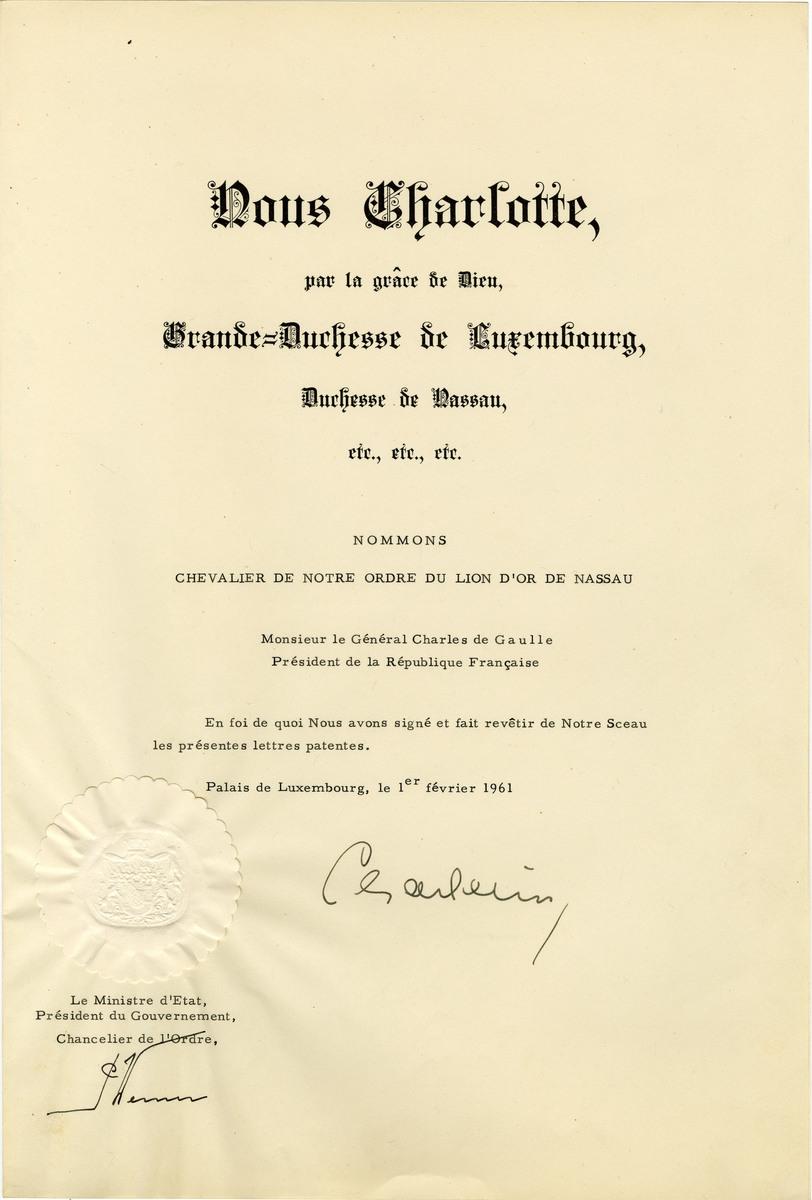 Nous Charlotte,
par la grâce de Dieu,
Grande=Duchesse de Luxembourg,
Duchesse de Nassau,
etc., etc., etc.
NOMMONS
CHEVALIER DE NOTRE ORDRE DU LION D'OR DE NASSAU
Monsieur le Général Charles de Gaulle
Président de la République Française
En foi de quoi Nous avons signé et fait revêtir de Notre Sceau
les présentes lettres patentes.
Palais de Luxembourg, le 1er février 1961
Charlotte
Le Ministre d'Etat,
Président du Gouvernement,
Chancelier de l'Ordre,
P Werner